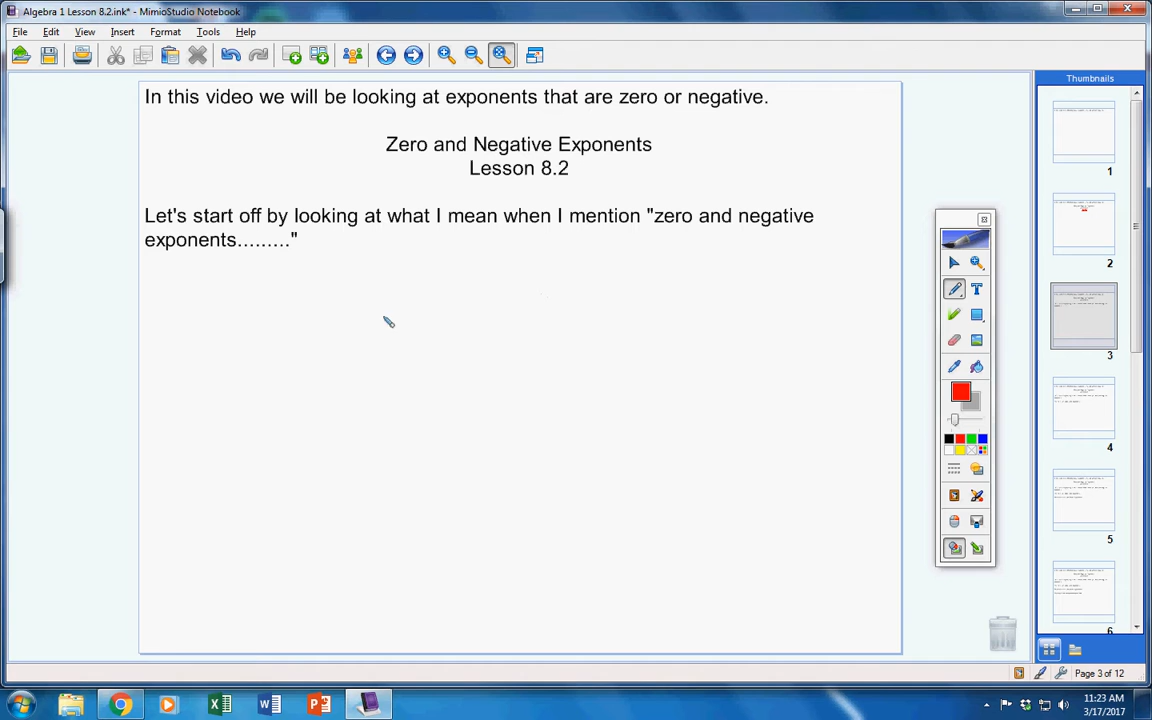 Algebra 1 Lesson 8.2.ink* - MimioStudio Notebook
File Edit View Insert Format Tools Help
In this video we will be looking at exponents that are zero or negative.
Zero and Negative Exponents
Lesson 8.2
Let's start off by looking at what I mean when I mention "zero and negative
exponents........."
Thumbnails
1
2
3
4
5
6
Page 3 of 12
11:23 AM
3/17/2017